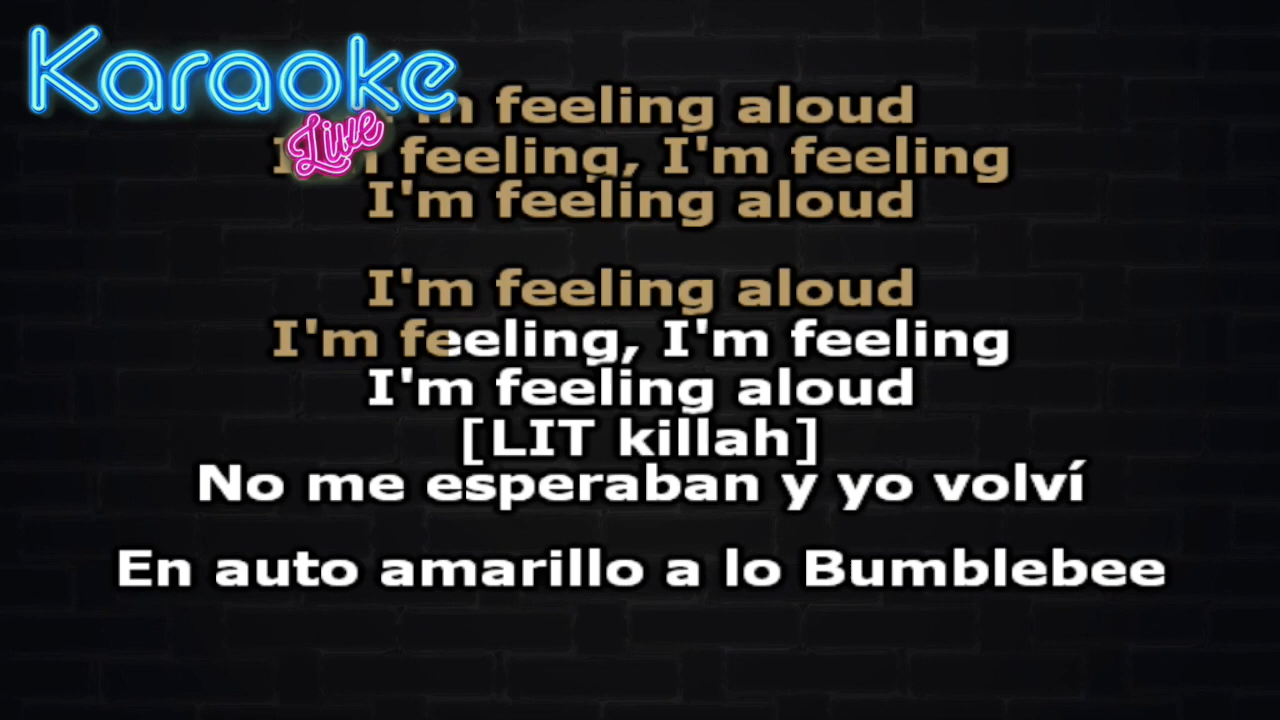 Karaoke
Live
feeling aloud
feeling, I'm feeling
I'm feeling aloud
I'm feeling aloud
I'm feeling, I'm feeling
I'm feeling aloud
[LIT killah]
No me esperaban y yo volví
En auto amarillo a lo Bumblebee